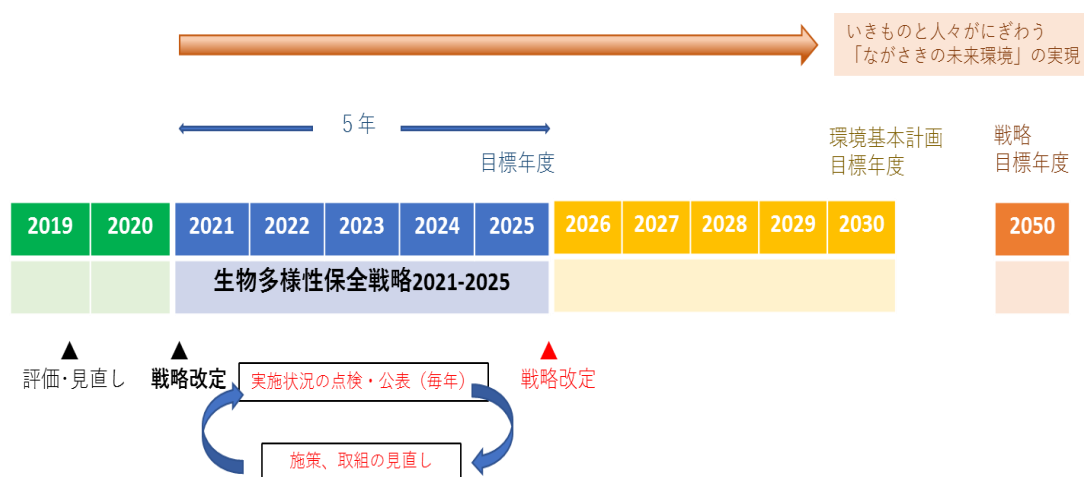 いきものと人々がにぎわう
「ながさきの未来環境」の実現
5年
目標年度
環境基本計画
目標年度
戦略
目標年度
2019 2020 2021 2022 2023 2024 2025 2026 2027 2028 2029 2030 2050
生物多様性保全戦略2021-2025
▲ ▲ ▲
評価・見直し 戦略改定 実施状況の点検・公表（毎年） 戦略改定
施策、取組の見直し